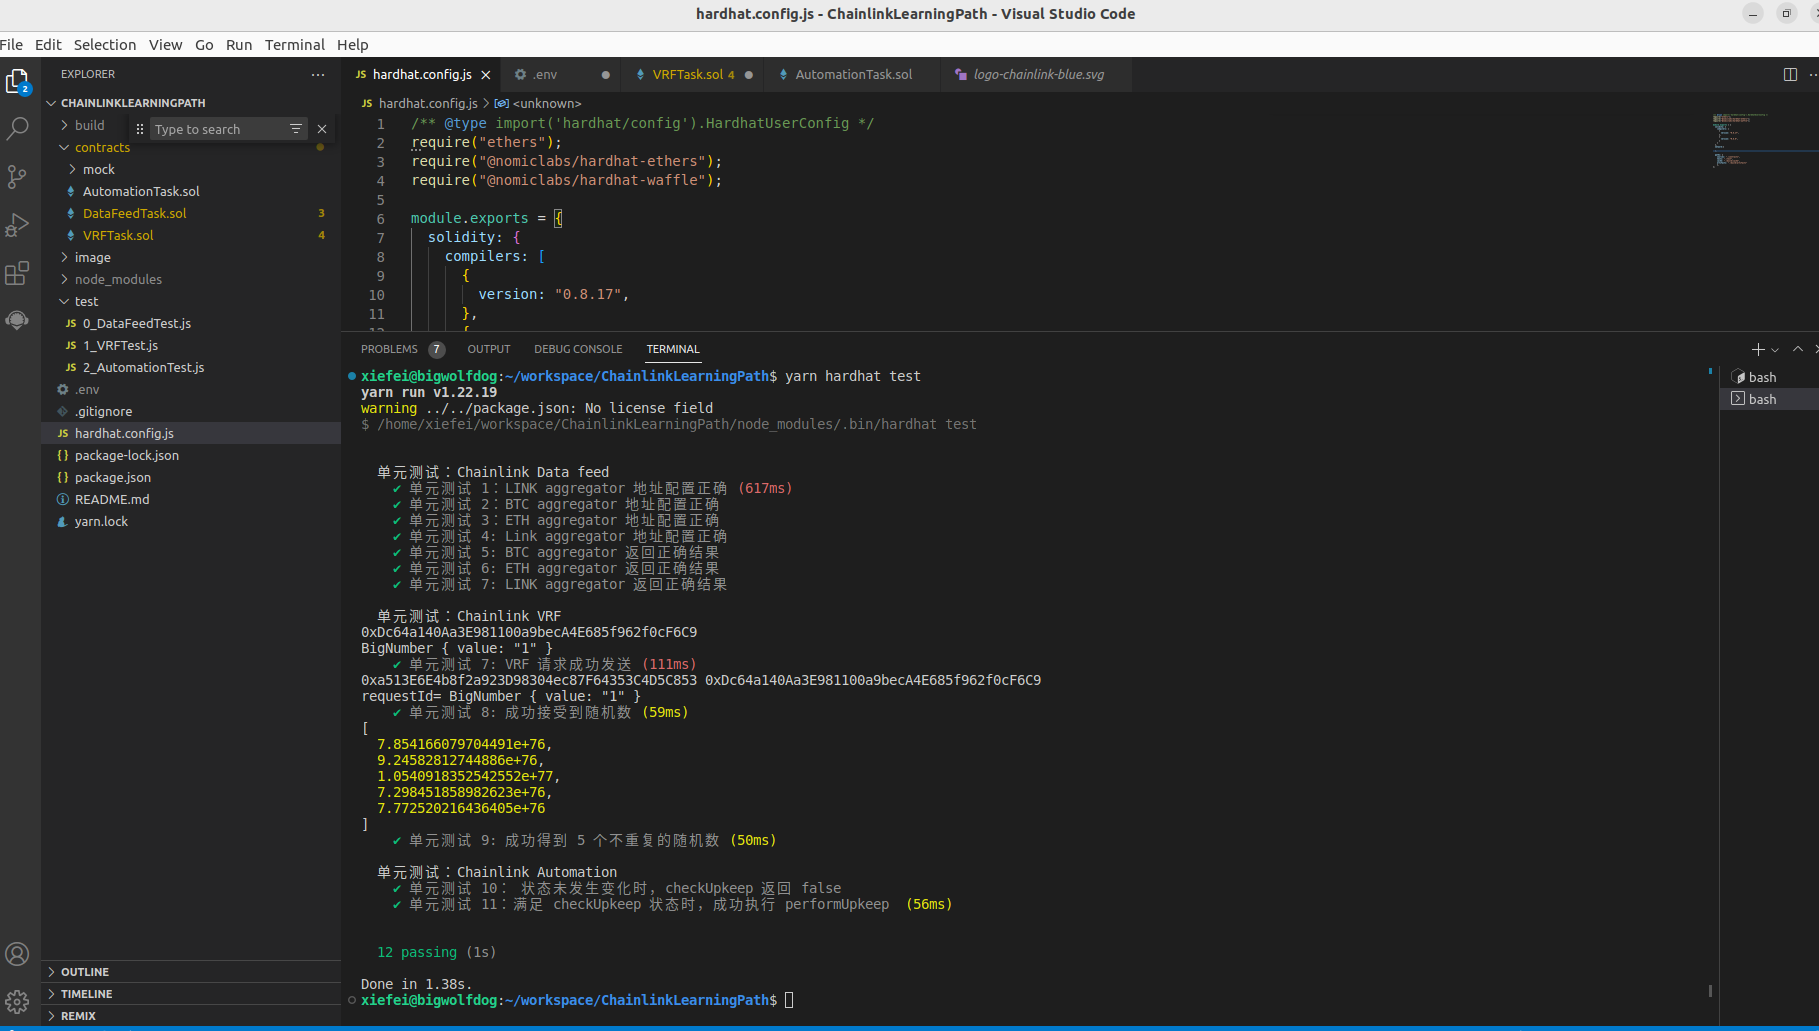 hardhat.config.js - ChainlinkLearningPath - Visual Studio Code
File Edit Selection View Go Run Terminal Help
EXPLORER
CHAINLINKLEARNINGPATH
build
Type to search
contracts
mock
AutomationTask.sol
DataFeedTask.sol 3
VRFTask.sol 4
image
node_modules
test
0_DataFeedTest.js
1_VRFTest.js
2_AutomationTest.js
.env
.gitignore
hardhat.config.js
package-lock.json
package.json
README.md
yarn.lock
OUTLINE
TIMELINE
REMIX
2
JS hardhat.config.js .env VRFTask.sol 4 AutomationTask.sol logo-chainlink-blue.svg
JS hardhat.config.js > <unknown>
1 /** @type import('hardhat/config').HardhatUserConfig */
2 require("ethers");
3 require("@nomiclabs/hardhat-ethers");
4 require("@nomiclabs/hardhat-waffle");
5
6 module.exports = {
7 solidity: {
8 compilers: [
9 {
10 version: "0.8.17",
11 },
12 {
PROBLEMS 7 OUTPUT DEBUG CONSOLE TERMINAL
bash
bash
xiefei@bigwolfdog:~/workspace/ChainlinkLearningPath$ yarn hardhat test
yarn run v1.22.19
warning ../../package.json: No license field
$ /home/xiefei/workspace/ChainlinkLearningPath/node_modules/.bin/hardhat test
单元测试：Chainlink Data feed
✔ 单元测试 1：LINK aggregator 地址配置正确 (617ms)
✔ 单元测试 2：BTC aggregator 地址配置正确
✔ 单元测试 3：ETH aggregator 地址配置正确
✔ 单元测试 4: Link aggregator 地址配置正确
✔ 单元测试 5: BTC aggregator 返回正确结果
✔ 单元测试 6: ETH aggregator 返回正确结果
✔ 单元测试 7: LINK aggregator 返回正确结果
单元测试：Chainlink VRF
0xDc64a140Aa3E981100a9becA4E685f962f0cF6C9
BigNumber { value: "1" }
✔ 单元测试 7: VRF 请求成功发送 (111ms)
0xa513E6E4b8f2a923D98304ec87F64353C4D5C853 0xDc64a140Aa3E981100a9becA4E685f962f0cF6C9
requestId= BigNumber { value: "1" }
✔ 单元测试 8: 成功接受到随机数 (59ms)
[
7.854166079704491e+76,
9.24582812744886e+76,
1.0540918352542552e+77,
7.298451858982623e+76,
7.772520216436405e+76
]
✔ 单元测试 9: 成功得到 5 个不重复的随机数 (50ms)
单元测试：Chainlink Automation
✔ 单元测试 10： 状态未发生变化时，checkUpkeep 返回 false
✔ 单元测试 11：满足 checkUpkeep 状态时，成功执行 performUpkeep (56ms)
12 passing (1s)
Done in 1.38s.
xiefei@bigwolfdog:~/workspace/ChainlinkLearningPath$